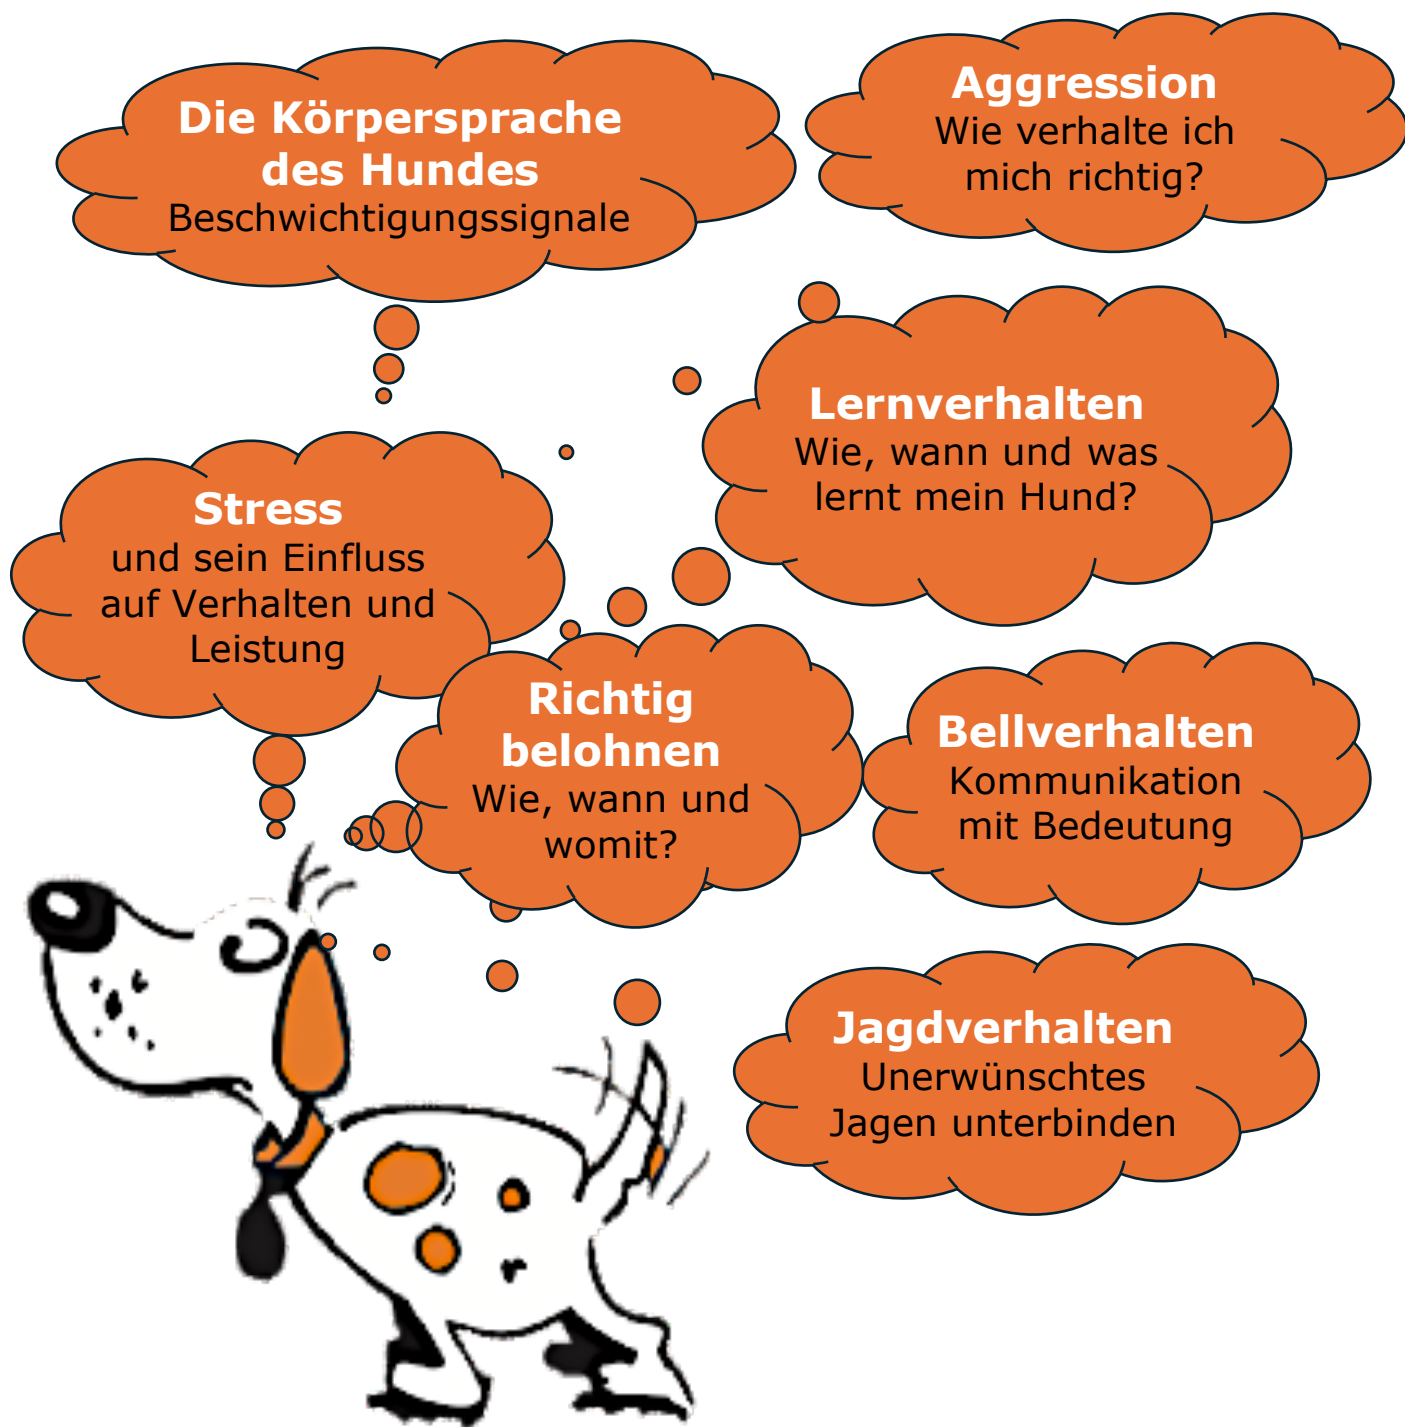 Die Körpersprache
des Hundes
Beschwichtigungssignale
Aggression
Wie verhalte ich
mich richtig?
Lernverhalten
Wie, wann und was
lernt mein Hund?
Stress
und sein Einfluss
auf Verhalten und
Leistung
Richtig
belohnen
Wie, wann und
womit?
Bellverhalten
Kommunikation
mit Bedeutung
Jagdverhalten
Unerwünschtes
Jagen unterbinden